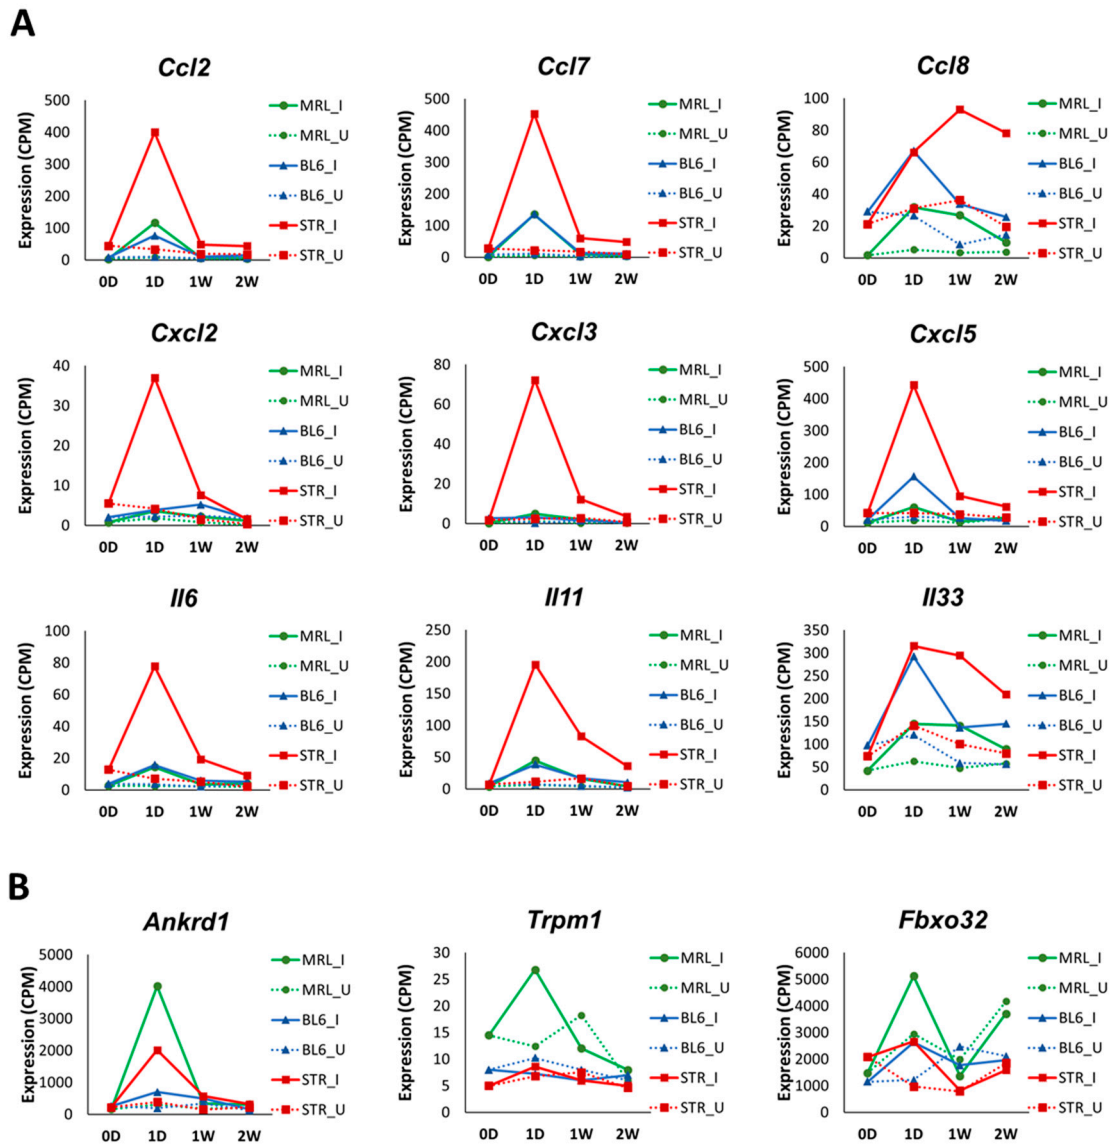 A
Ccl2
Expression (CPM)
500
400
300
200
100
0
0D 1D 1W 2W
MRL_I
MRL_U
BL6_I
BL6_U
STR_I
STR_U
Ccl7
Expression (CPM)
500
400
300
200
100
0
0D 1D 1W 2W
MRL_I
MRL_U
BL6_I
BL6_U
STR_I
STR_U
Ccl8
Expression (CPM)
100
80
60
40
20
0
0D 1D 1W 2W
MRL_I
MRL_U
BL6_I
BL6_U
STR_I
STR_U
Cxcl2
Expression (CPM)
40
30
20
10
0
0D 1D 1W 2W
MRL_I
MRL_U
BL6_I
BL6_U
STR_I
STR_U
Cxcl3
Expression (CPM)
80
60
40
20
0
0D 1D 1W 2W
MRL_I
MRL_U
BL6_I
BL6_U
STR_I
STR_U
Cxcl5
Expression (CPM)
500
400
300
200
100
0
0D 1D 1W 2W
MRL_I
MRL_U
BL6_I
BL6_U
STR_I
STR_U
Il6
Expression (CPM)
100
80
60
40
20
0
0D 1D 1W 2W
MRL_I
MRL_U
BL6_I
BL6_U
STR_I
STR_U
Il11
Expression (CPM)
250
200
150
100
50
0
0D 1D 1W 2W
MRL_I
MRL_U
BL6_I
BL6_U
STR_I
STR_U
Il33
Expression (CPM)
350
300
250
200
150
100
50
0
0D 1D 1W 2W
MRL_I
MRL_U
BL6_I
BL6_U
STR_I
STR_U
B
Ankrd1
Expression (CPM)
5000
4000
3000
2000
1000
0
0D 1D 1W 2W
MRL_I
MRL_U
BL6_I
BL6_U
STR_I
STR_U
Trpm1
Expression (CPM)
30
25
20
15
10
5
0
0D 1D 1W 2W
MRL_I
MRL_U
BL6_I
BL6_U
STR_I
STR_U
Fbxo32
Expression (CPM)
6000
5000
4000
3000
2000
1000
0
0D 1D 1W 2W
MRL_I
MRL_U
BL6_I
BL6_U
STR_I
STR_U